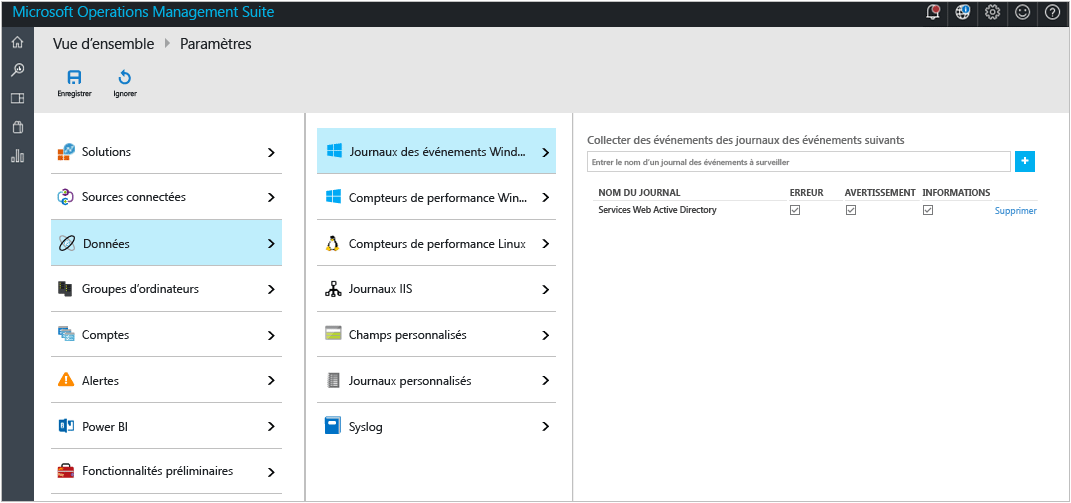 Microsoft Operations Management Suite
Vue d'ensemble Paramètres
Enregistrer Ignorer
Solutions
Sources connectées
Données
Groupes d'ordinateurs
Comptes
Alertes
Power BI
Fonctionnalités préliminaires
Journaux des événements Wind...
Compteurs de performance Win...
Compteurs de performance Linux
Journaux IIS
Champs personnalisés
Journaux personnalisés
Syslog
Collecter des événements des journaux des événements suivants
Entrer le nom d'un journal des événements à surveiller
NOM DU JOURNAL ERREUR AVERTISSEMENT INFORMATIONS
Services Web Active Directory Supprimer